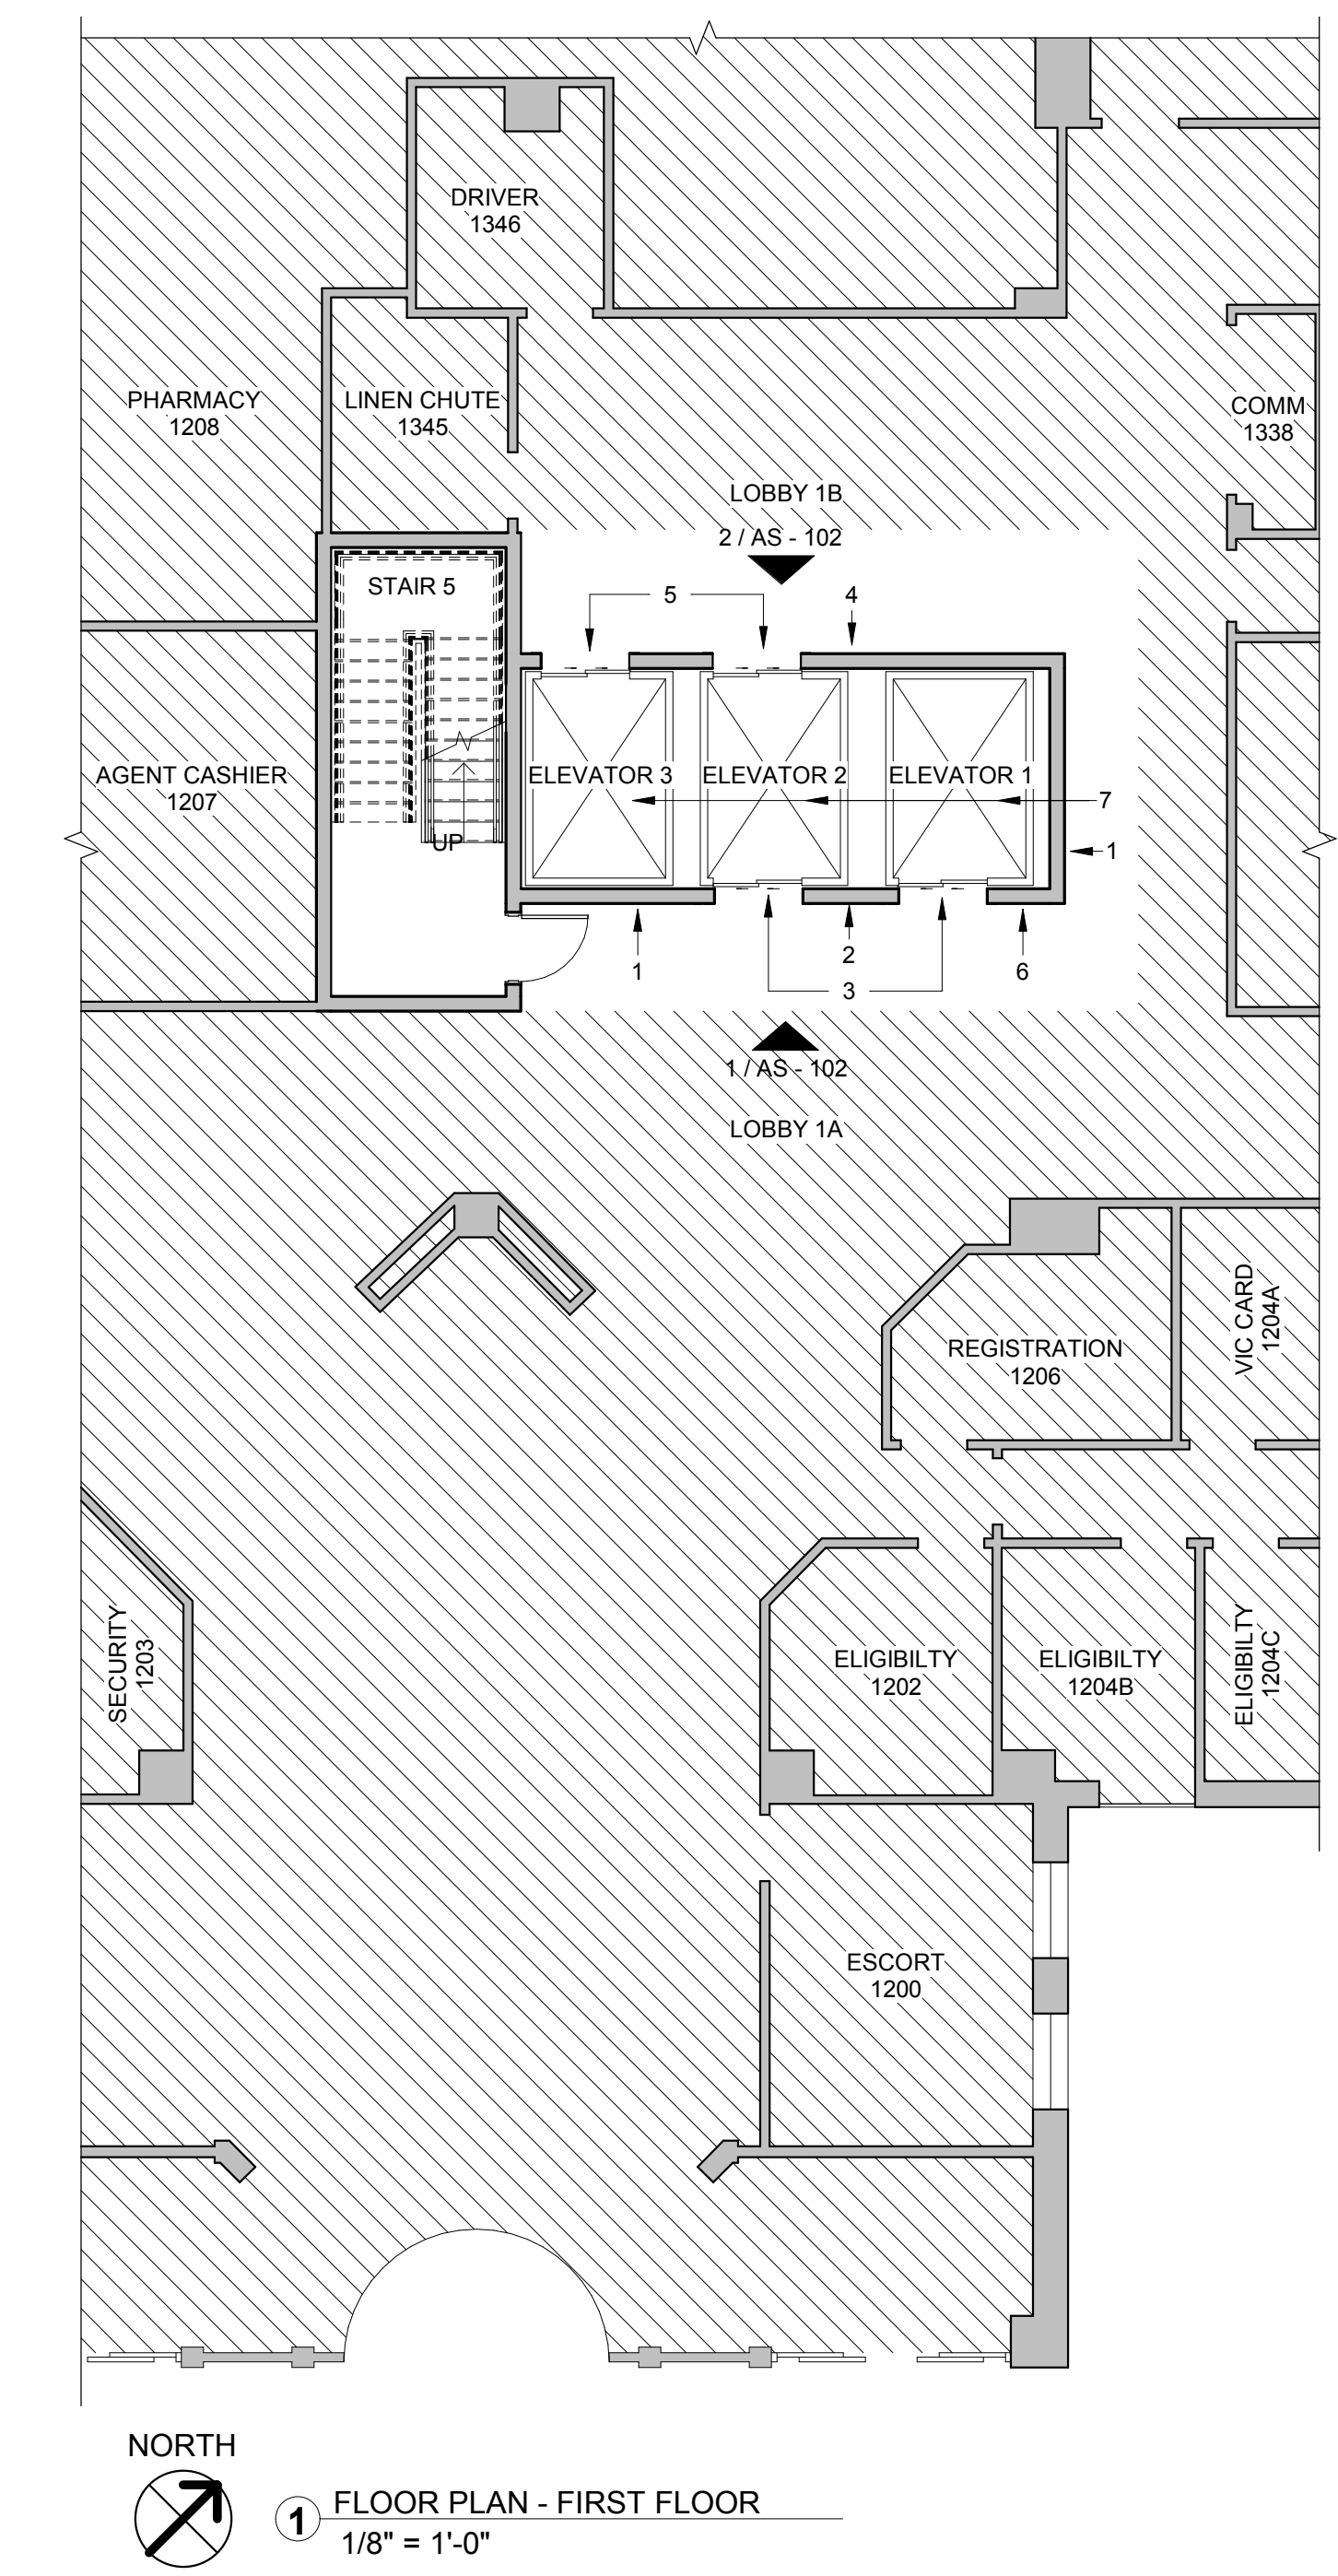 DRIVER
1346
PHARMACY
1208
LINEN CHUTE
1345
COMM
1338
LOBBY 1B
2 / AS - 102
STAIR 5
5
4
AGENT CASHIER
1207
ELEVATOR 3
ELEVATOR 2
ELEVATOR 1
7
UP
1
1
2
6
3
1 / AS - 102
LOBBY 1A
REGISTRATION
1206
VIC CARD
1204A
SECURITY
1203
ELIGIBILTY
1202
ELIGIBILTY
1204B
ELIGIBILTY
1204C
ESCORT
1200
NORTH
1
FLOOR PLAN - FIRST FLOOR
1/8" = 1'-0"